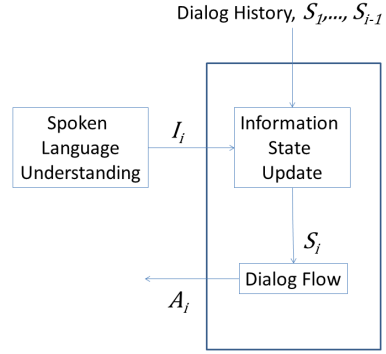 Dialog History, S1,..., Si-1
Spoken
Language
Understanding
Ii
Information
State
Update
Si
Dialog Flow
Ai